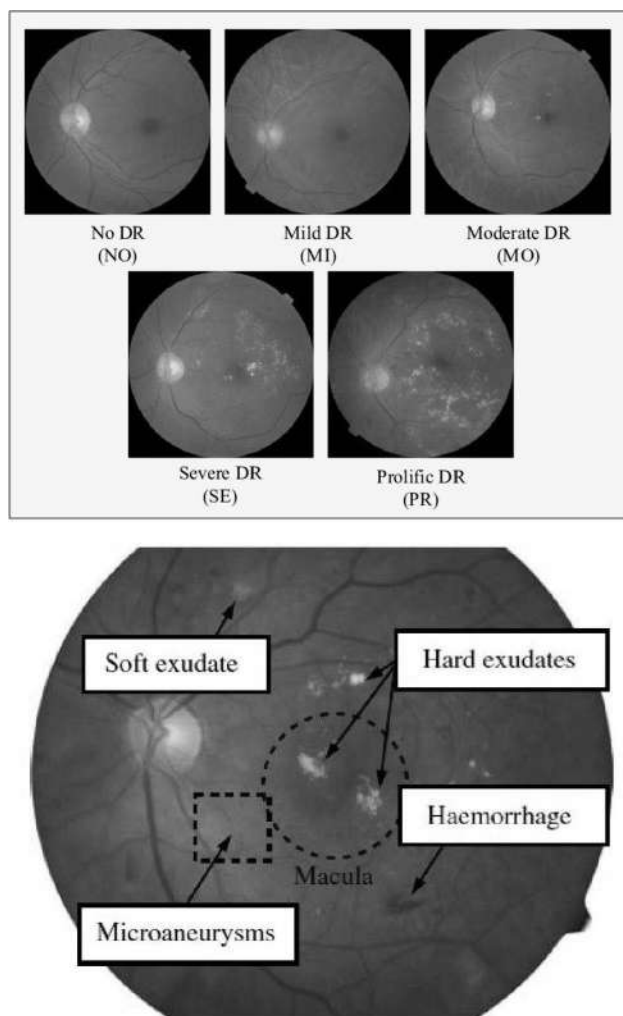 No DR
(NO)
Mild DR
(MI)
Moderate DR
(MO)
Severe DR
(SE)
Prolific DR
(PR)
Soft exudate
Hard exudates
Haemorrhage
Macula
Microaneurysms